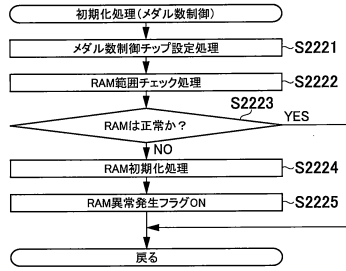 初期化処理(メダル数制御)
メダル数制御チップ設定処理 S2221
RAM範囲チェック処理 S2222
S2223
RAMは正常か? YES
NO
RAM初期化処理 S2224
RAM異常発生フラグON S2225
戻る